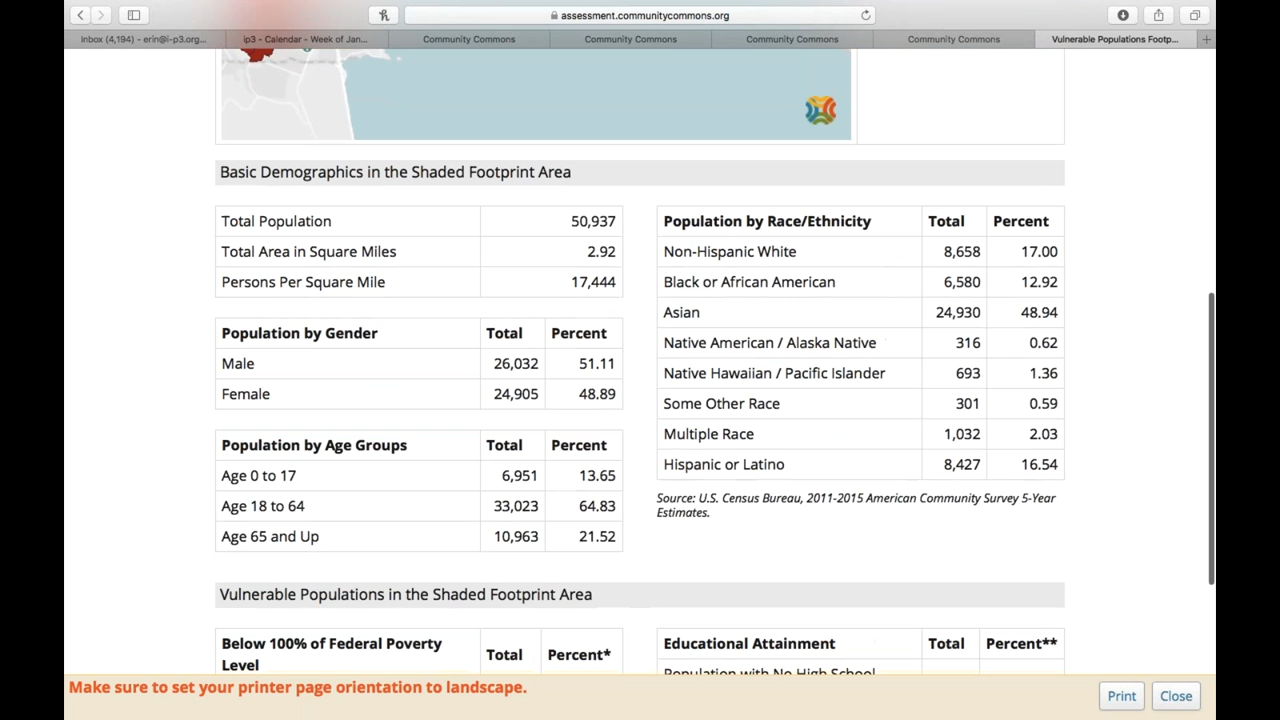 assessment.communitycommons.org
Inbox (4,194) – erin@i-p3.org...
ip3 - Calendar - Week of Jan...
Community Commons
Community Commons
Community Commons
Community Commons
Vulnerable Populations Footp...
Basic Demographics in the Shaded Footprint Area
Total Population 50,937
Total Area in Square Miles 2.92
Persons Per Square Mile 17,444
Population by Gender Total Percent
Male 26,032 51.11
Female 24,905 48.89
Population by Age Groups Total Percent
Age 0 to 17 6,951 13.65
Age 18 to 64 33,023 64.83
Age 65 and Up 10,963 21.52
Population by Race/Ethnicity Total Percent
Non-Hispanic White 8,658 17.00
Black or African American 6,580 12.92
Asian 24,930 48.94
Native American / Alaska Native 316 0.62
Native Hawaiian / Pacific Islander 693 1.36
Some Other Race 301 0.59
Multiple Race 1,032 2.03
Hispanic or Latino 8,427 16.54
Source: U.S. Census Bureau, 2011-2015 American Community Survey 5-Year
Estimates.
Vulnerable Populations in the Shaded Footprint Area
Below 100% of Federal Poverty
Level Total Percent*
Educational Attainment Total Percent**
Population with No High School
Make sure to set your printer page orientation to landscape.
Print
Close